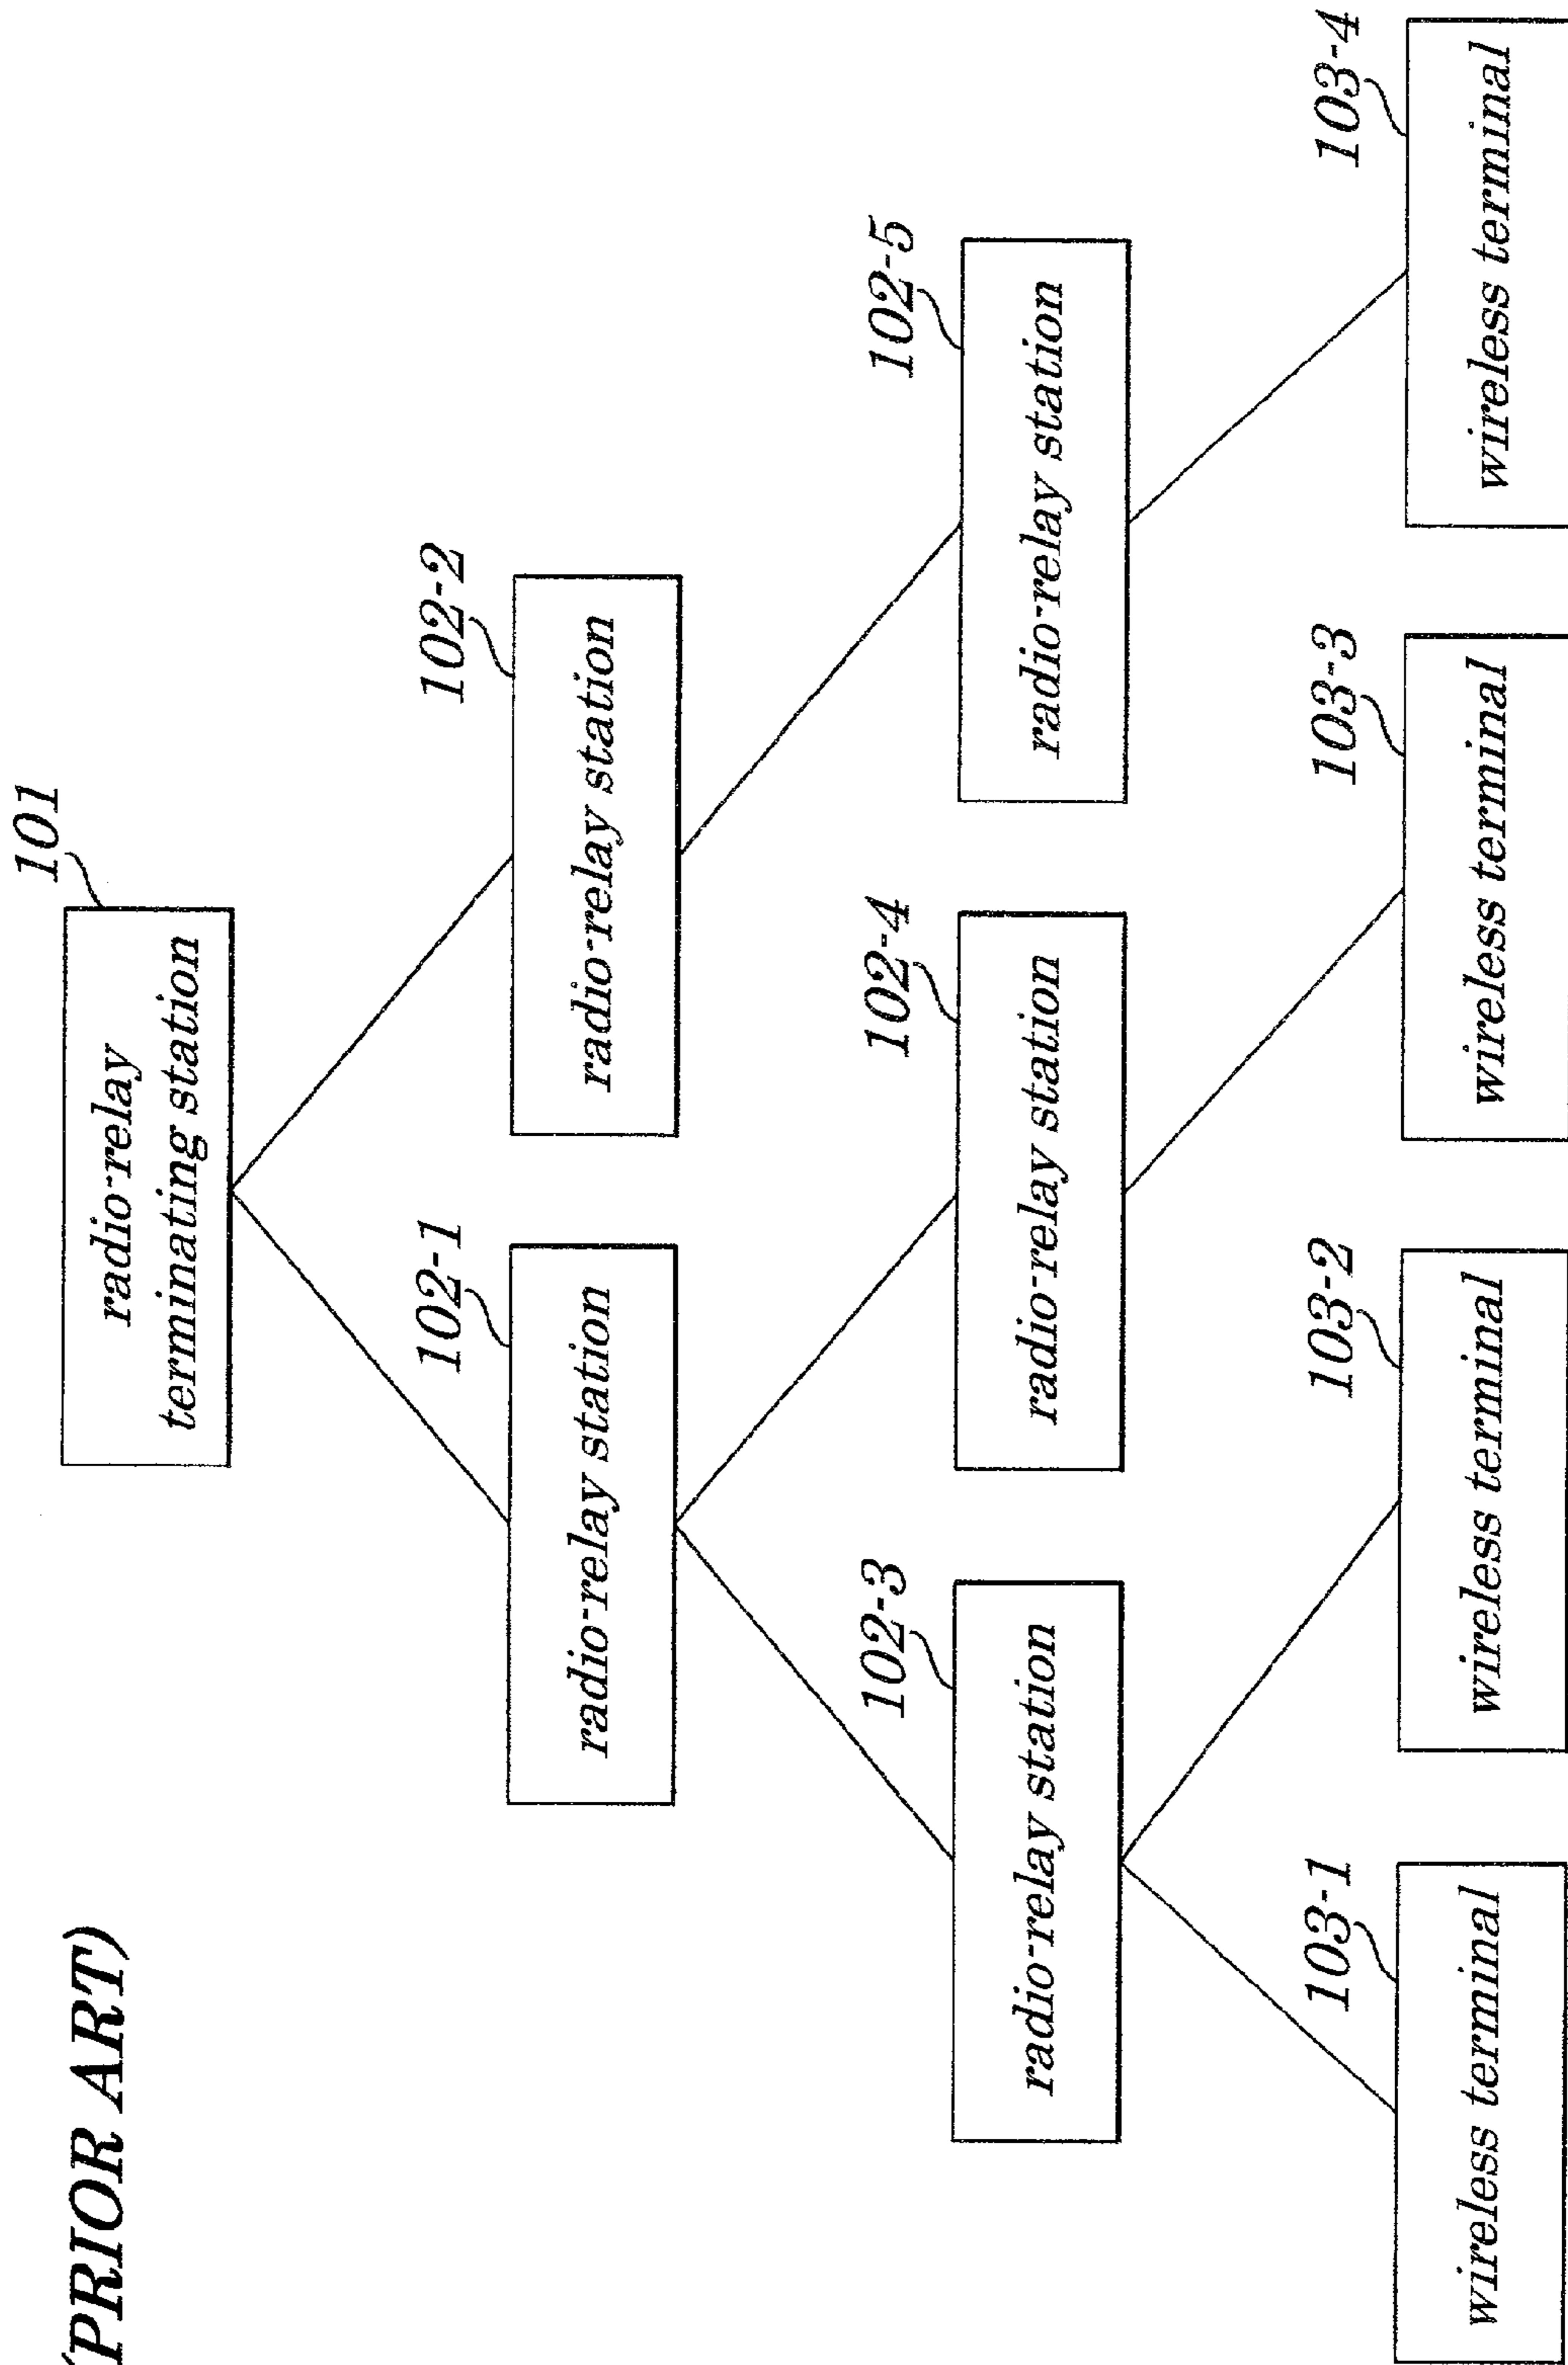 (PRIOR ART)
101
radio-relay
terminating station
102-1
radio-relay station
102-2
radio-relay station
102-3
radio-relay station
102-4
radio-relay station
102-5
radio-relay station
103-1
wireless terminal
103-2
wireless terminal
103-3
wireless terminal
103-4
wireless terminal